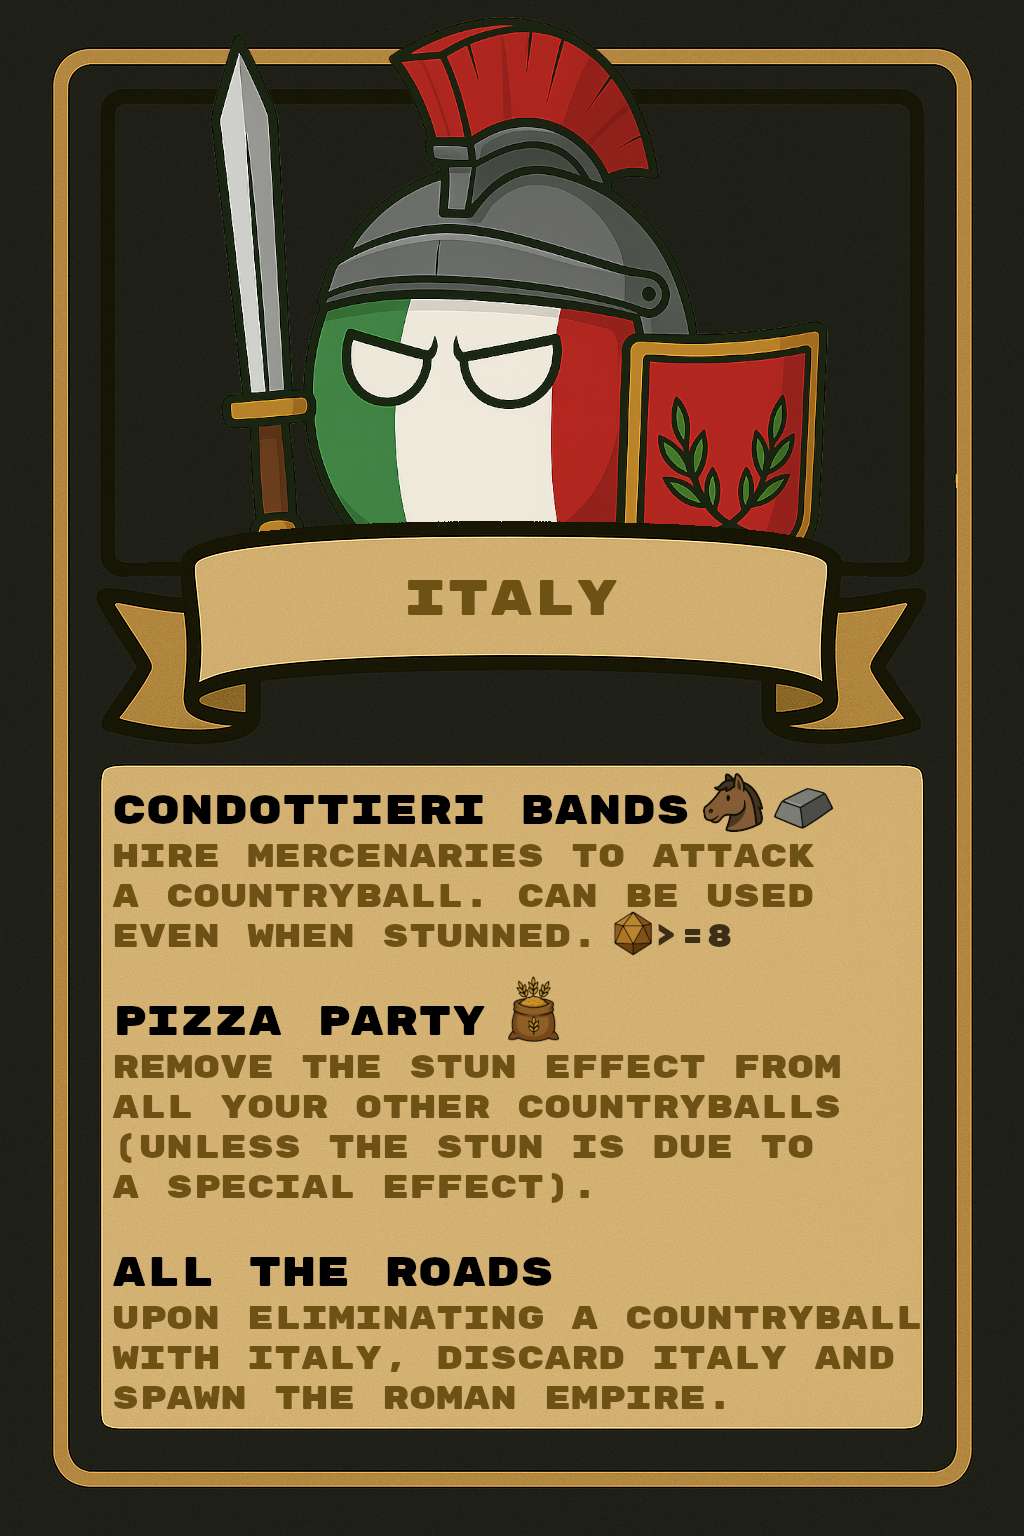 ITALY
CONDOTTIERI BANDS
HIRE MERCENARIES TO ATTACK
A COUNTRYBALL. CAN BE USED
EVEN WHEN STUNNED. >=8
PIZZA PARTY
REMOVE THE STUN EFFECT FROM
ALL YOUR OTHER COUNTRYBALLS
(UNLESS THE STUN IS DUE TO
A SPECIAL EFFECT).
ALL THE ROADS
UPON ELIMINATING A COUNTRYBALL
WITH ITALY, DISCARD ITALY AND
SPAWN THE ROMAN EMPIRE.